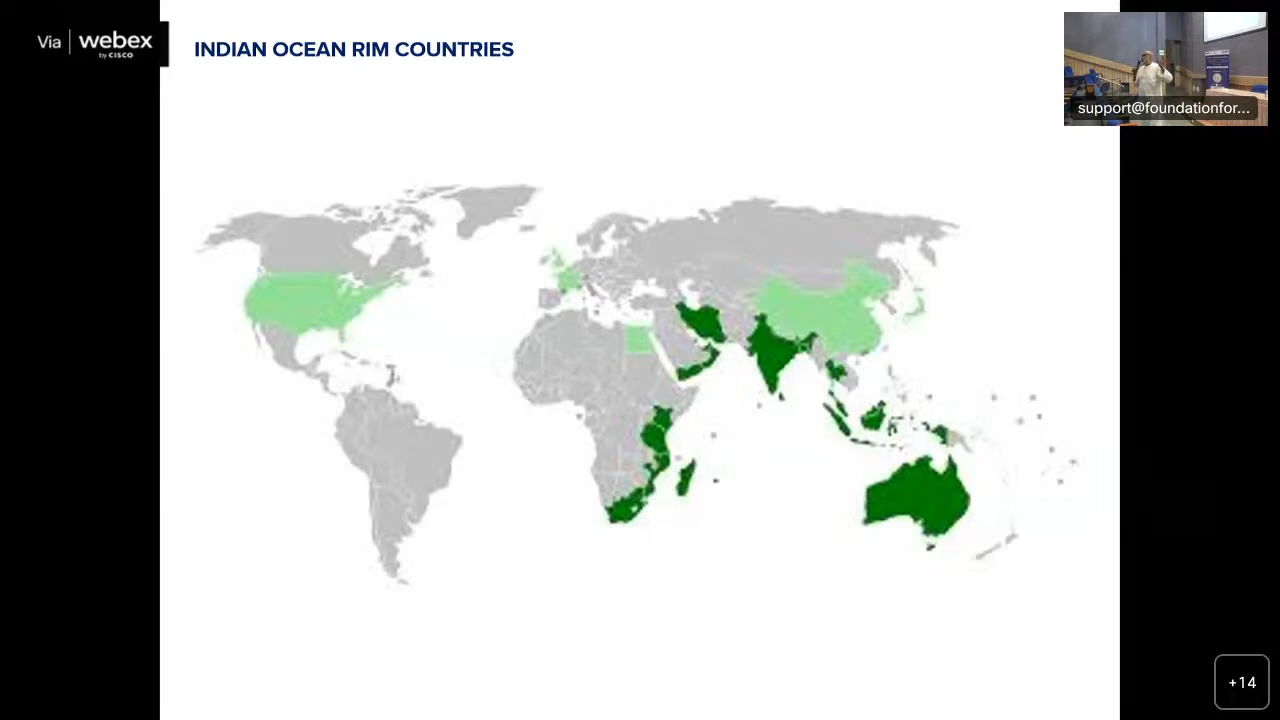 Via webex
by CISCO
INDIAN OCEAN RIM COUNTRIES
support@foundationfor...
+14